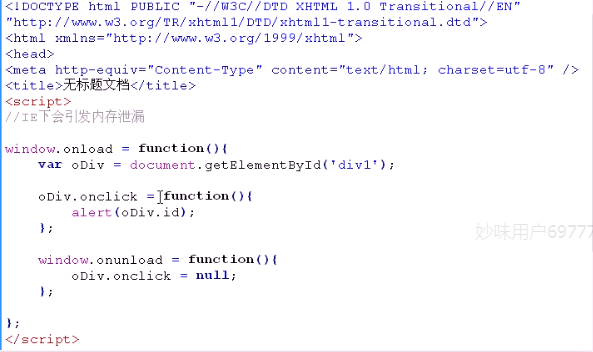 <!DOCTYPE html PUBLIC "-//W3C//DTD XHTML 1.0 Transitional//EN"
"http://www.w3.org/TR/xhtml1/DTD/xhtml1-transitional.dtd">
<html xmlns="http://www.w3.org/1999/xhtml">
<head>
<meta http-equiv="Content-Type" content="text/html; charset=utf-8" />
<title>无标题文档</title>
<script>
//IE下会引发内存泄漏
window.onload = function(){
    var oDiv = document.getElementById('div1');
    oDiv.onclick = function(){
        alert(oDiv.id);
    };
妙味用户69777
    window.onunload = function(){
        oDiv.onclick = null;
    };
};
</script>